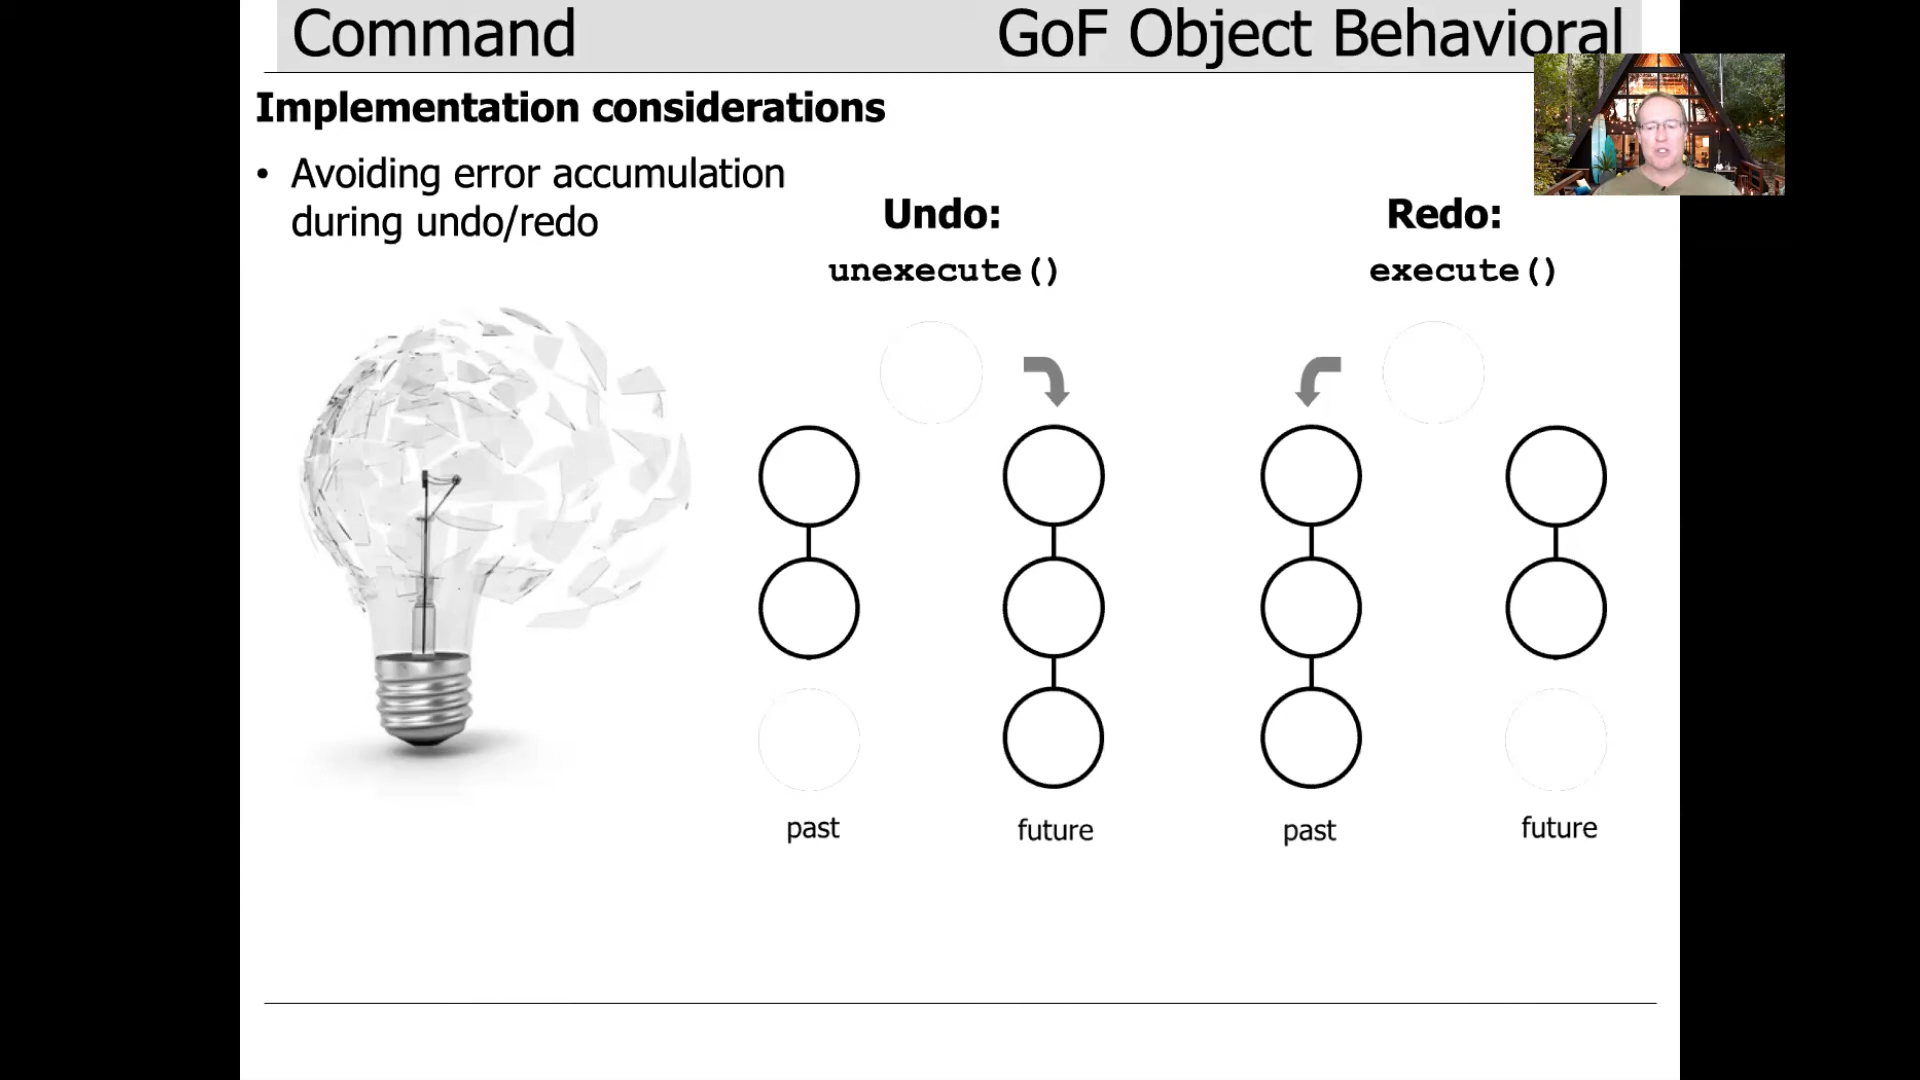 Command
GoF Object Behavioral
Implementation considerations
• Avoiding error accumulation
during undo/redo
Undo:
unexecute()
Redo:
execute()
past
future
past
future